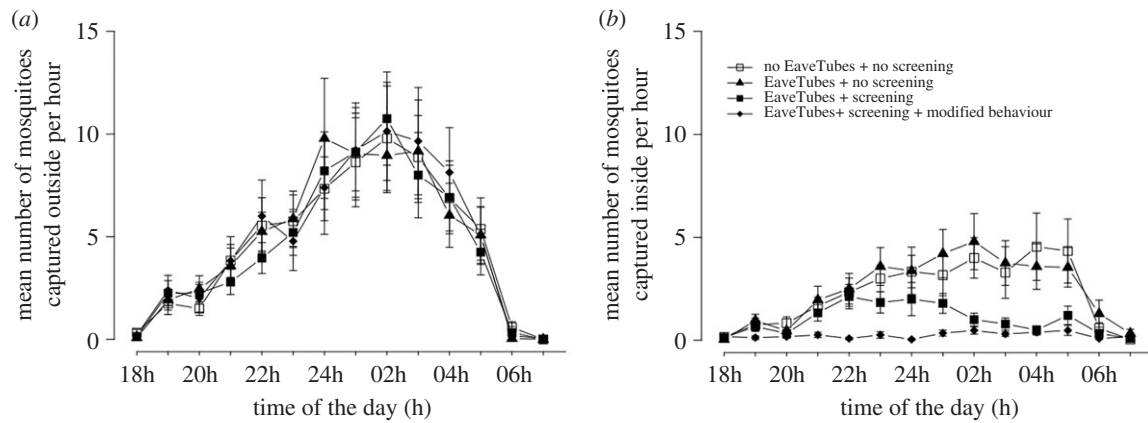 (a)
15
10
5
0
mean number of mosquitoes
captured outside per hour
18h 20h 22h 24h 02h 04h 06h
time of the day (h)
(b)
15
10
5
0
mean number of mosquitoes
captured inside per hour
no EaveTubes + no screening
EaveTubes + no screening
EaveTubes + screening
EaveTubes+ screening + modified behaviour
18h 20h 22h 24h 02h 04h 06h
time of the day (h)